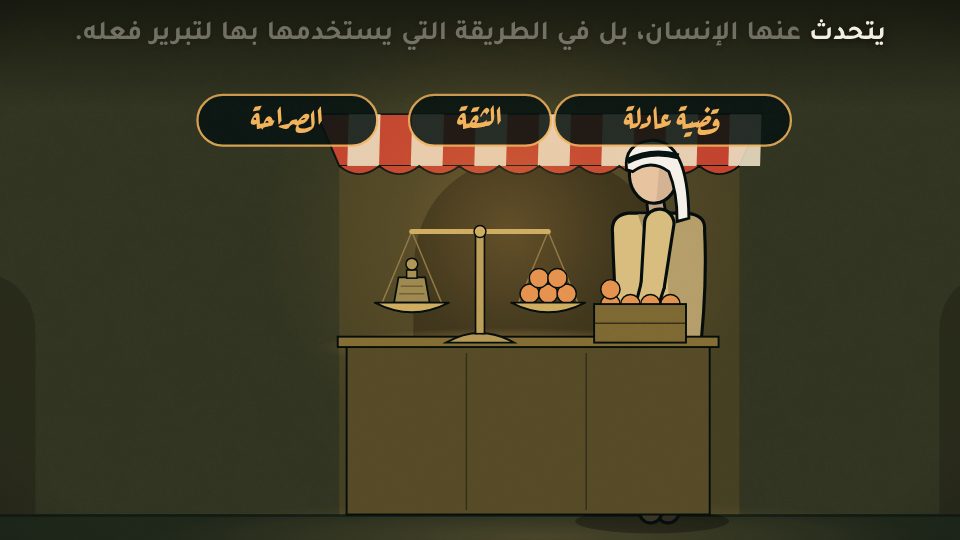 يتحدث عنها الإنسان، بل في الطريقة التي يستخدمها بها لتبرير فعله.
قضية عادلة
الثقة
الصراحة